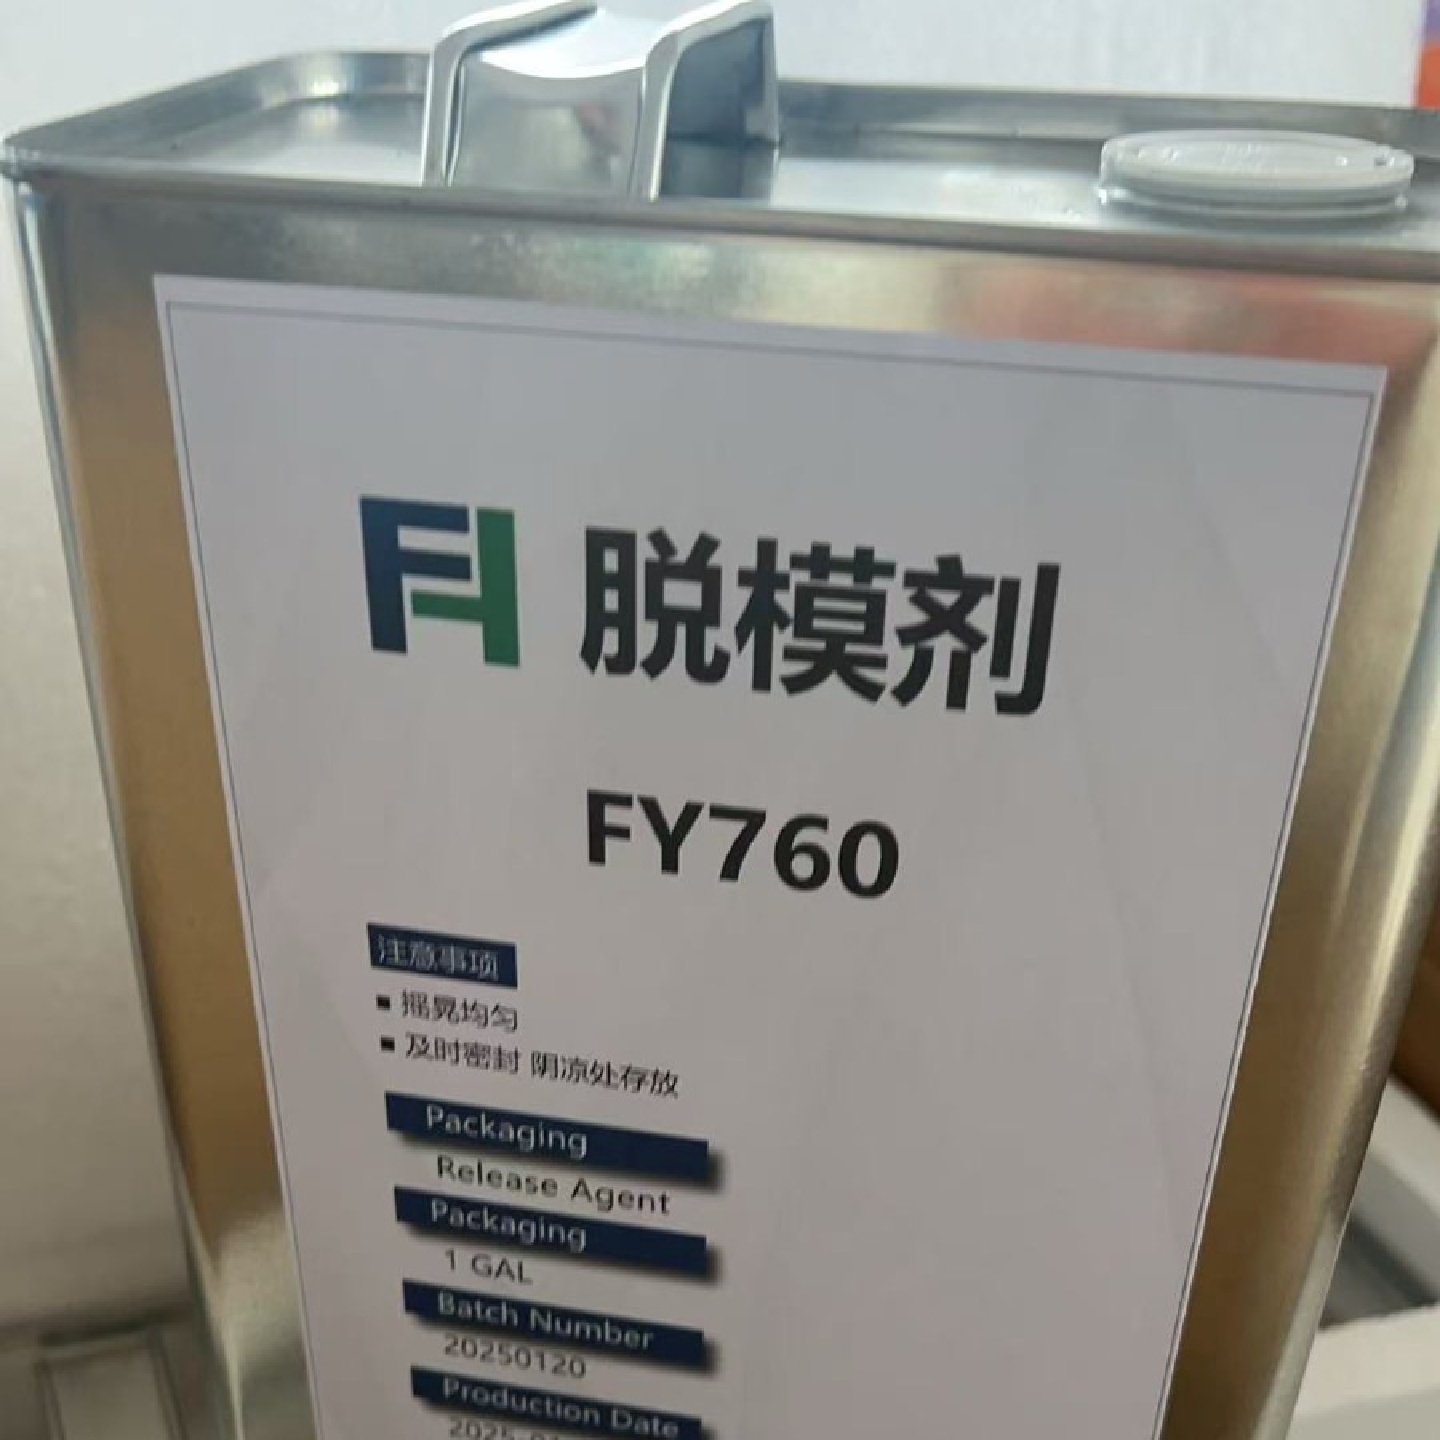 FH 脱模剂
FY760
注意事项
▪ 摇晃均匀
▪ 及时密封 阴凉处存放
Packaging
Release Agent
Packaging
1 GAL
Batch Number
20250120
Production Date